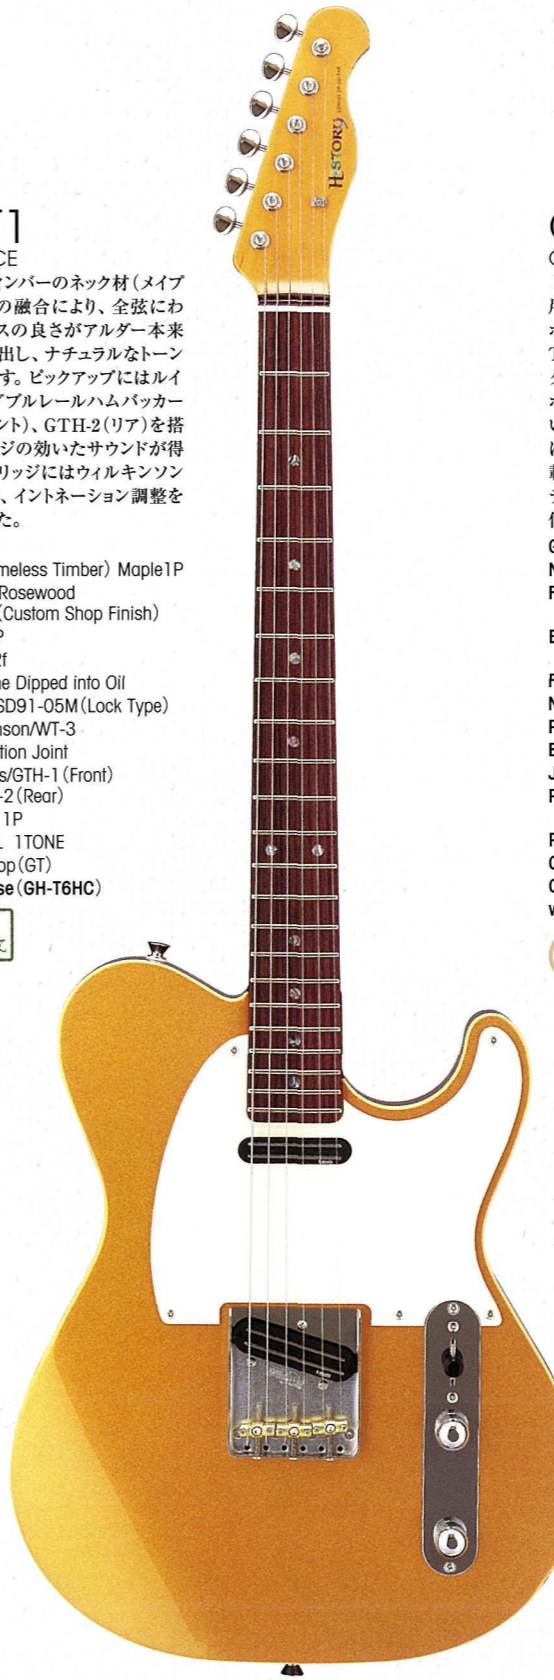 HISTORY
T1
CE
ィンバーのネック材(メイプ
の融合により、全弦にわ
スの良さがアルダー本来
出し、ナチュラルなトーン
す。ピックアップにはルイ
ブルレールハムバッカー
ント)、GTH-2(リア)を搭
ジの効いたサウンドが得
リッジにはウィルキンソン
、イントネーション調整を
た。
meless Timber) Maple1P
Rosewood
(Custom Shop Finish)
P
2f
ne Dipped into Oil
SD91-05M(Lock Type)
nson/WT-3
tion Joint
s/GTH-1(Front)
-2(Rear)
1P
L 1TONE
op(GT)
se(GH-T6HC)
文
G
N
F
E
F
N
P
B
J
P
P
C
C
w